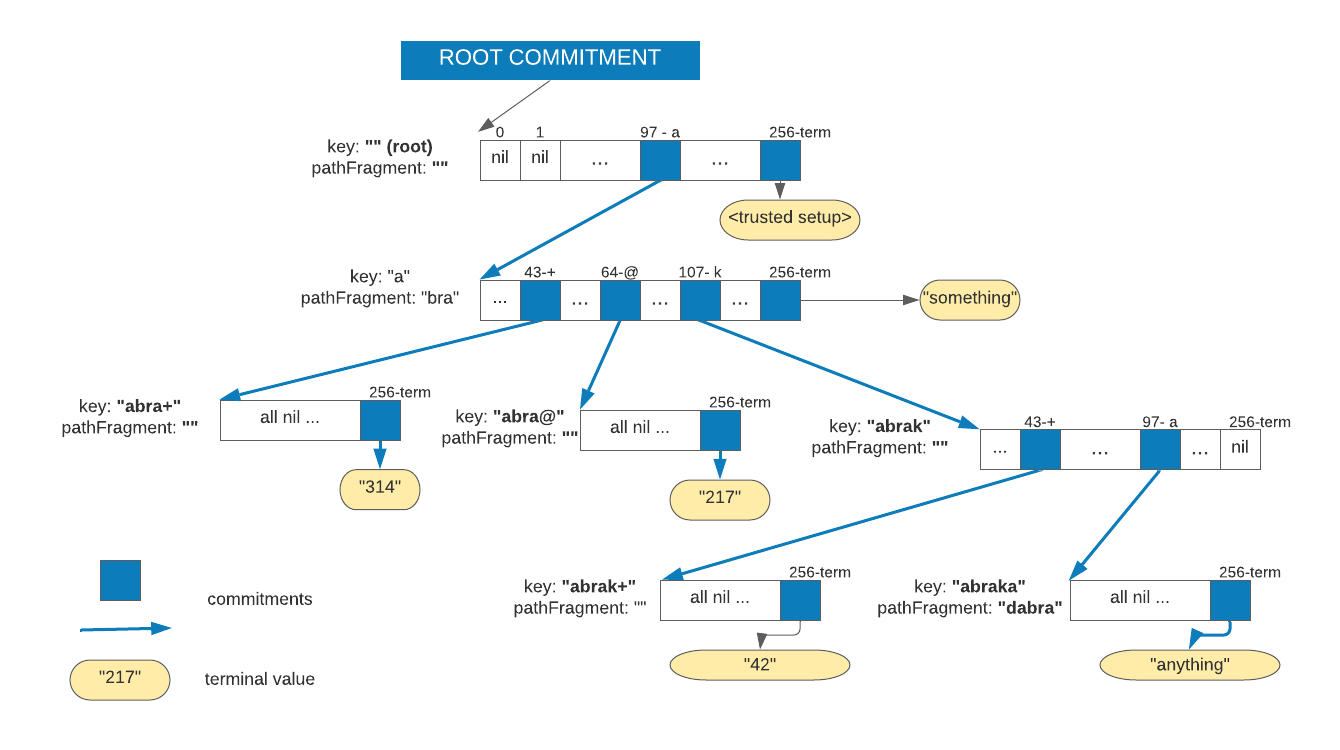 ROOT COMMITMENT
0 1 97 - a 256-term
key: "" (root)
pathFragment: ""
nil nil ... ...
<trusted setup>
key: "a"
pathFragment: "bra"
43-+ 64-@ 107- k 256-term
... ... ... ...
"something"
key: "abra+"
pathFragment: ""
256-term
all nil ...
"314"
key: "abra@"
pathFragment: ""
256-term
all nil ...
"217"
key: "abrak"
pathFragment: ""
43-+ 97- a 256-term
... ... ... nil
key: "abrak+"
pathFragment: ""
256-term
all nil ...
"42"
key: "abraka"
pathFragment: "dabra"
256-term
all nil ...
"anything"
commitments
"217" terminal value